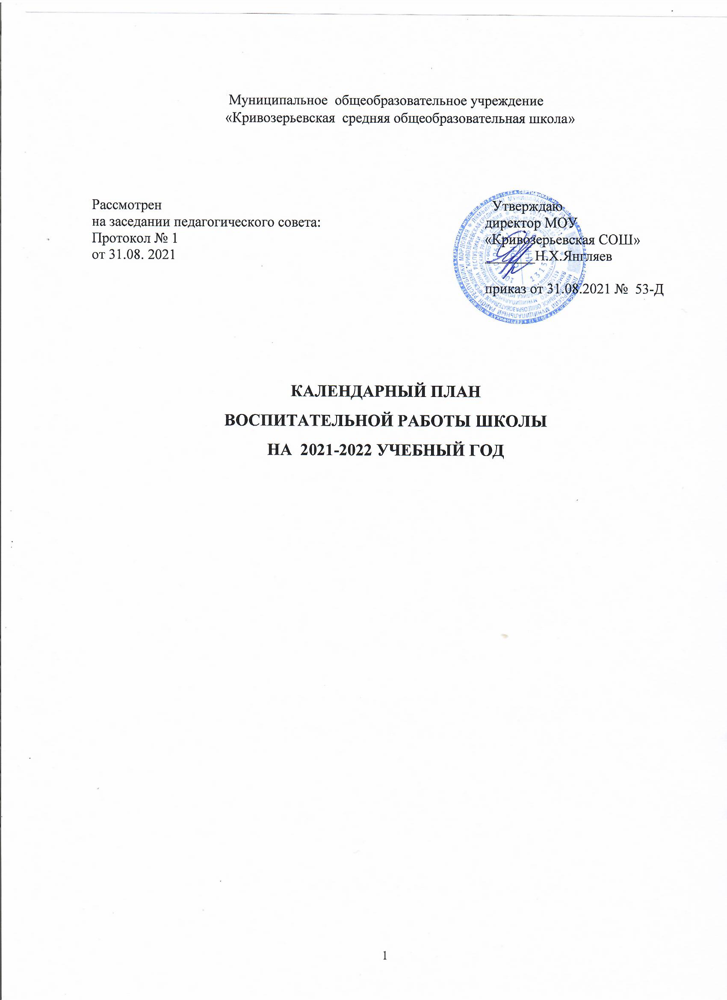 Муниципальное общеобразовательное учреждение
«Кривозерьевская средняя общеобразовательная школа»
Рассмотрен
на заседании педагогического совета:
Протокол № 1
от 31.08. 2021
Утверждаю
директор МОУ
«Кривозерьевская СОШ»
________Н.Х.Янгляев
приказ от 31.08.2021 № 53-Д
КАЛЕНДАРНЫЙ ПЛАН
ВОСПИТАТЕЛЬНОЙ РАБОТЫ ШКОЛЫ
НА 2021-2022 УЧЕБНЫЙ ГОД
1